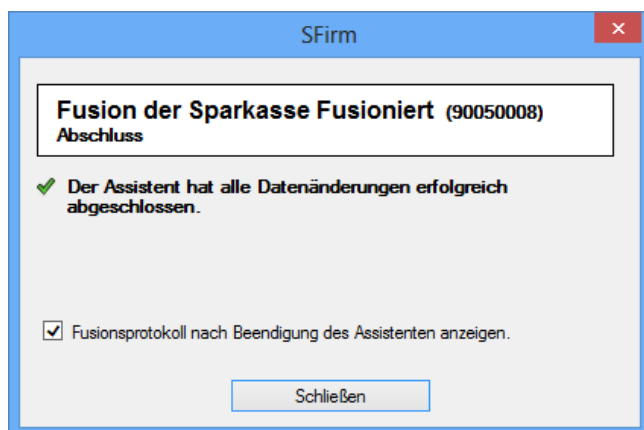 SFirm
Fusion der Sparkasse Fusioniert (90050008)
Abschluss
Der Assistent hat alle Datenänderungen erfolgreich
abgeschlossen.
Fusionsprotokoll nach Beendigung des Assistenten anzeigen.
Schließen